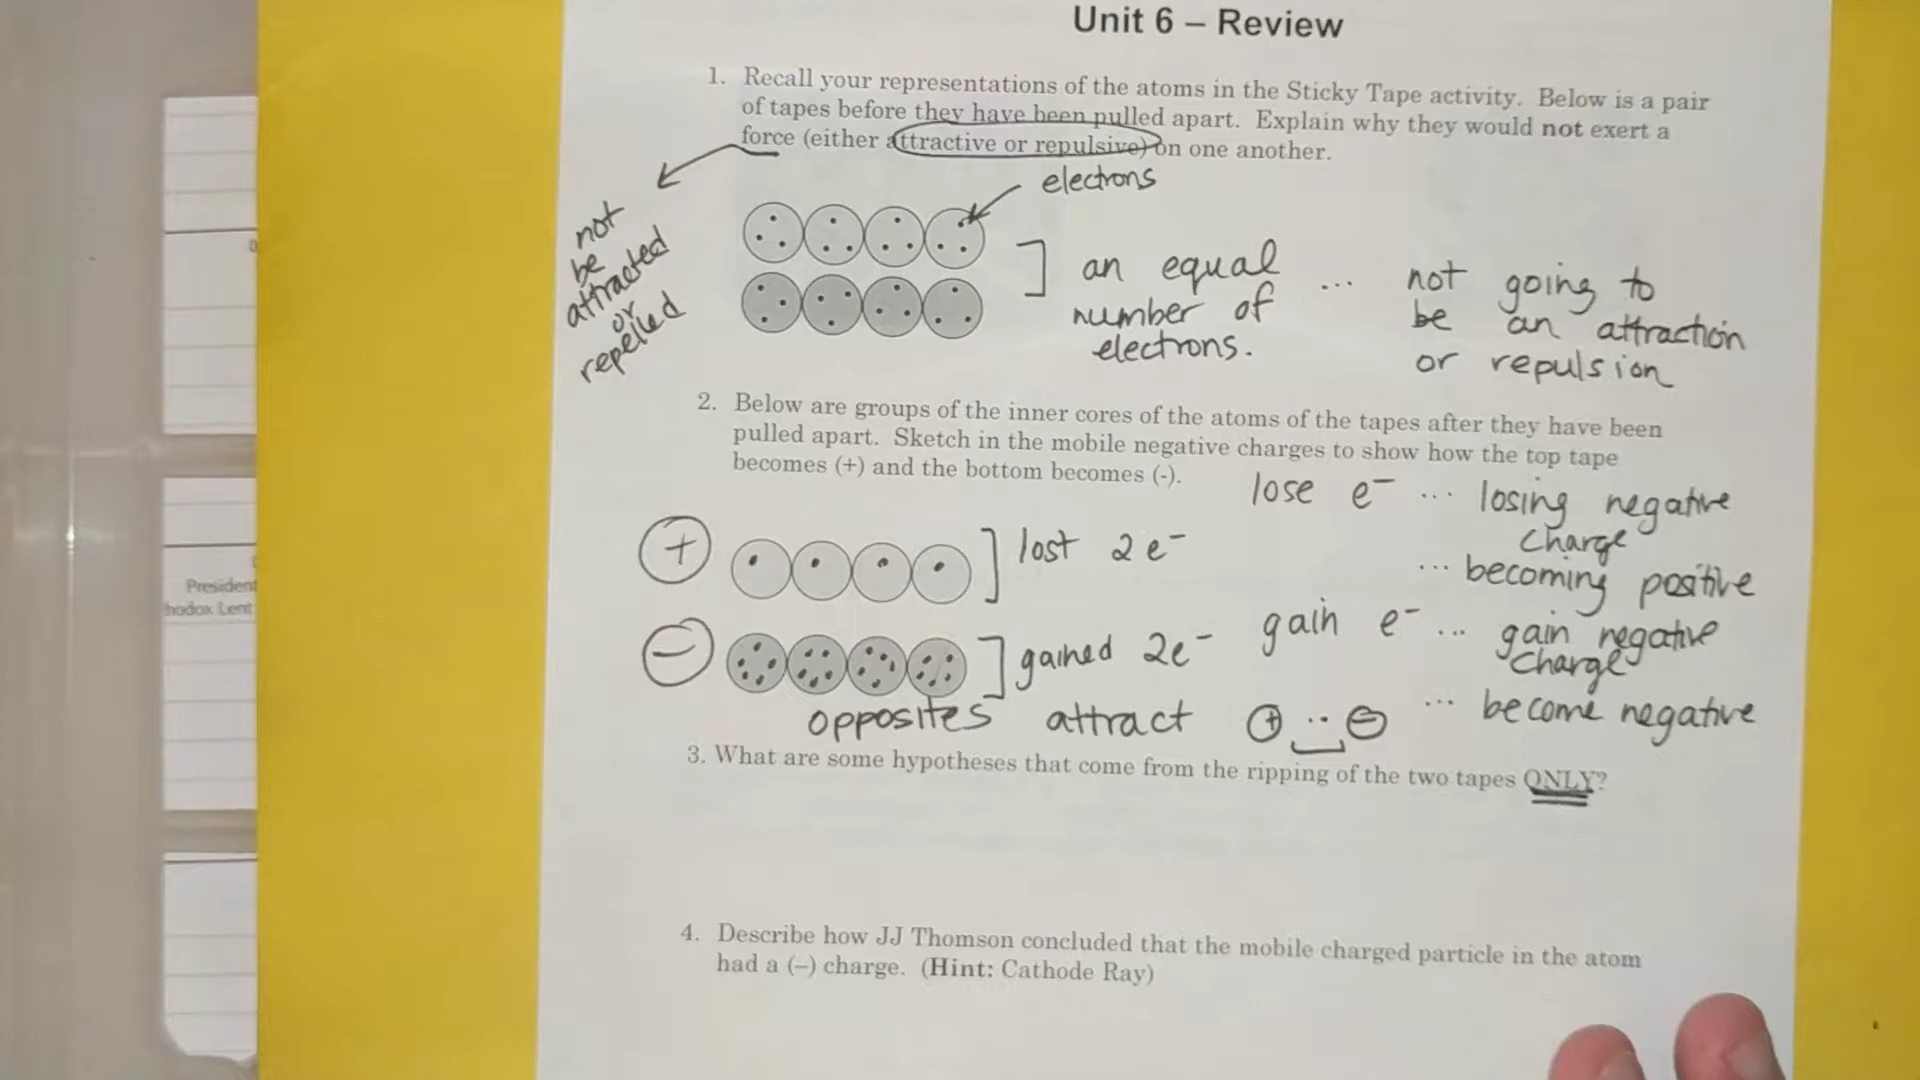 Unit 6 – Review
1. Recall your representations of the atoms in the Sticky Tape activity. Below is a pair
of tapes before they have been pulled apart. Explain why they would not exert a
force (either attractive or repulsive) on one another.
electrons
not
be
attracted
or
repelled
an equal
number of
electrons.
... not going to
be an attraction
or repulsion
2. Below are groups of the inner cores of the atoms of the tapes after they have been
pulled apart. Sketch in the mobile negative charges to show how the top tape
becomes (+) and the bottom becomes (-).
lose e⁻ ... losing negative
charge
... becoming positive
+ lost 2 e⁻
− gained 2e⁻
gain e⁻ ... gain negative
charge
... become negative
opposites attract + .. −
3. What are some hypotheses that come from the ripping of the two tapes ONLY?
4. Describe how JJ Thomson concluded that the mobile charged particle in the atom
had a (–) charge. (Hint: Cathode Ray)
President
hodox Lent